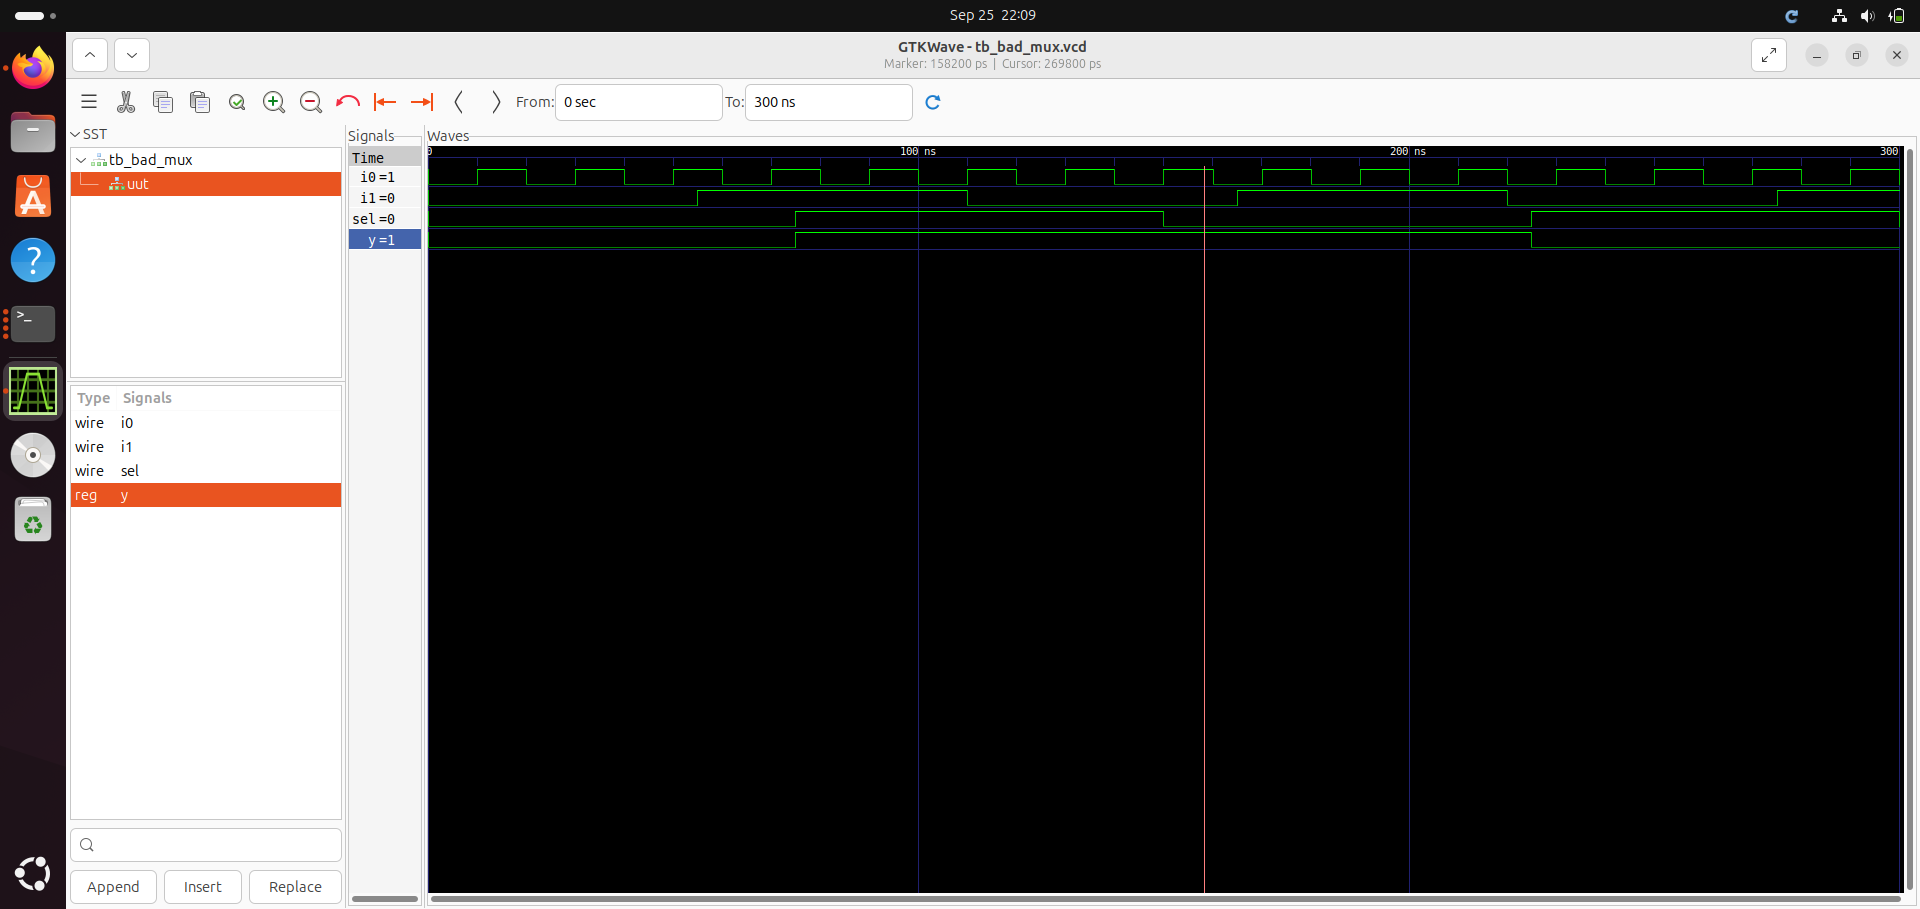 Sep 25 22:09
GTKWave - tb_bad_mux.vcd
Marker: 158200 ps | Cursor: 269800 ps
From: 0 sec To: 300 ns
SST
tb_bad_mux
uut
Type Signals
wire i0
wire i1
wire sel
reg y
Append Insert Replace
Signals
Time
i0 =1
i1 =0
sel =0
y =1
Waves
0 100 ns 200 ns 300